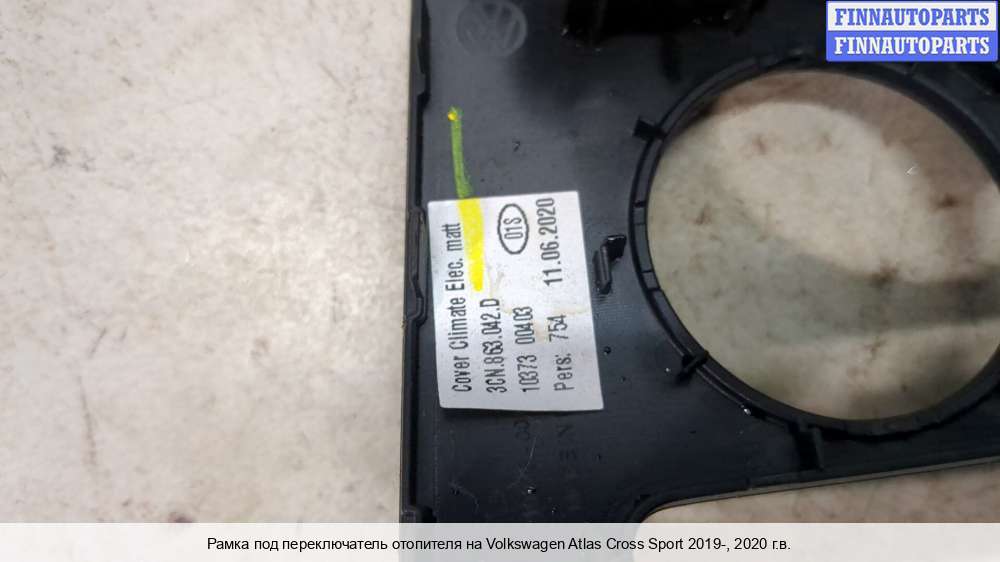 FINNAUTOPARTS
FINNAUTOPARTS
Cover Climate Elec. matt
3CN.863.042.D 01S
10373 00403
Pers: 754 11.06.2020
Рамка под переключатель отопителя на Volkswagen Atlas Cross Sport 2019-, 2020 г.в.